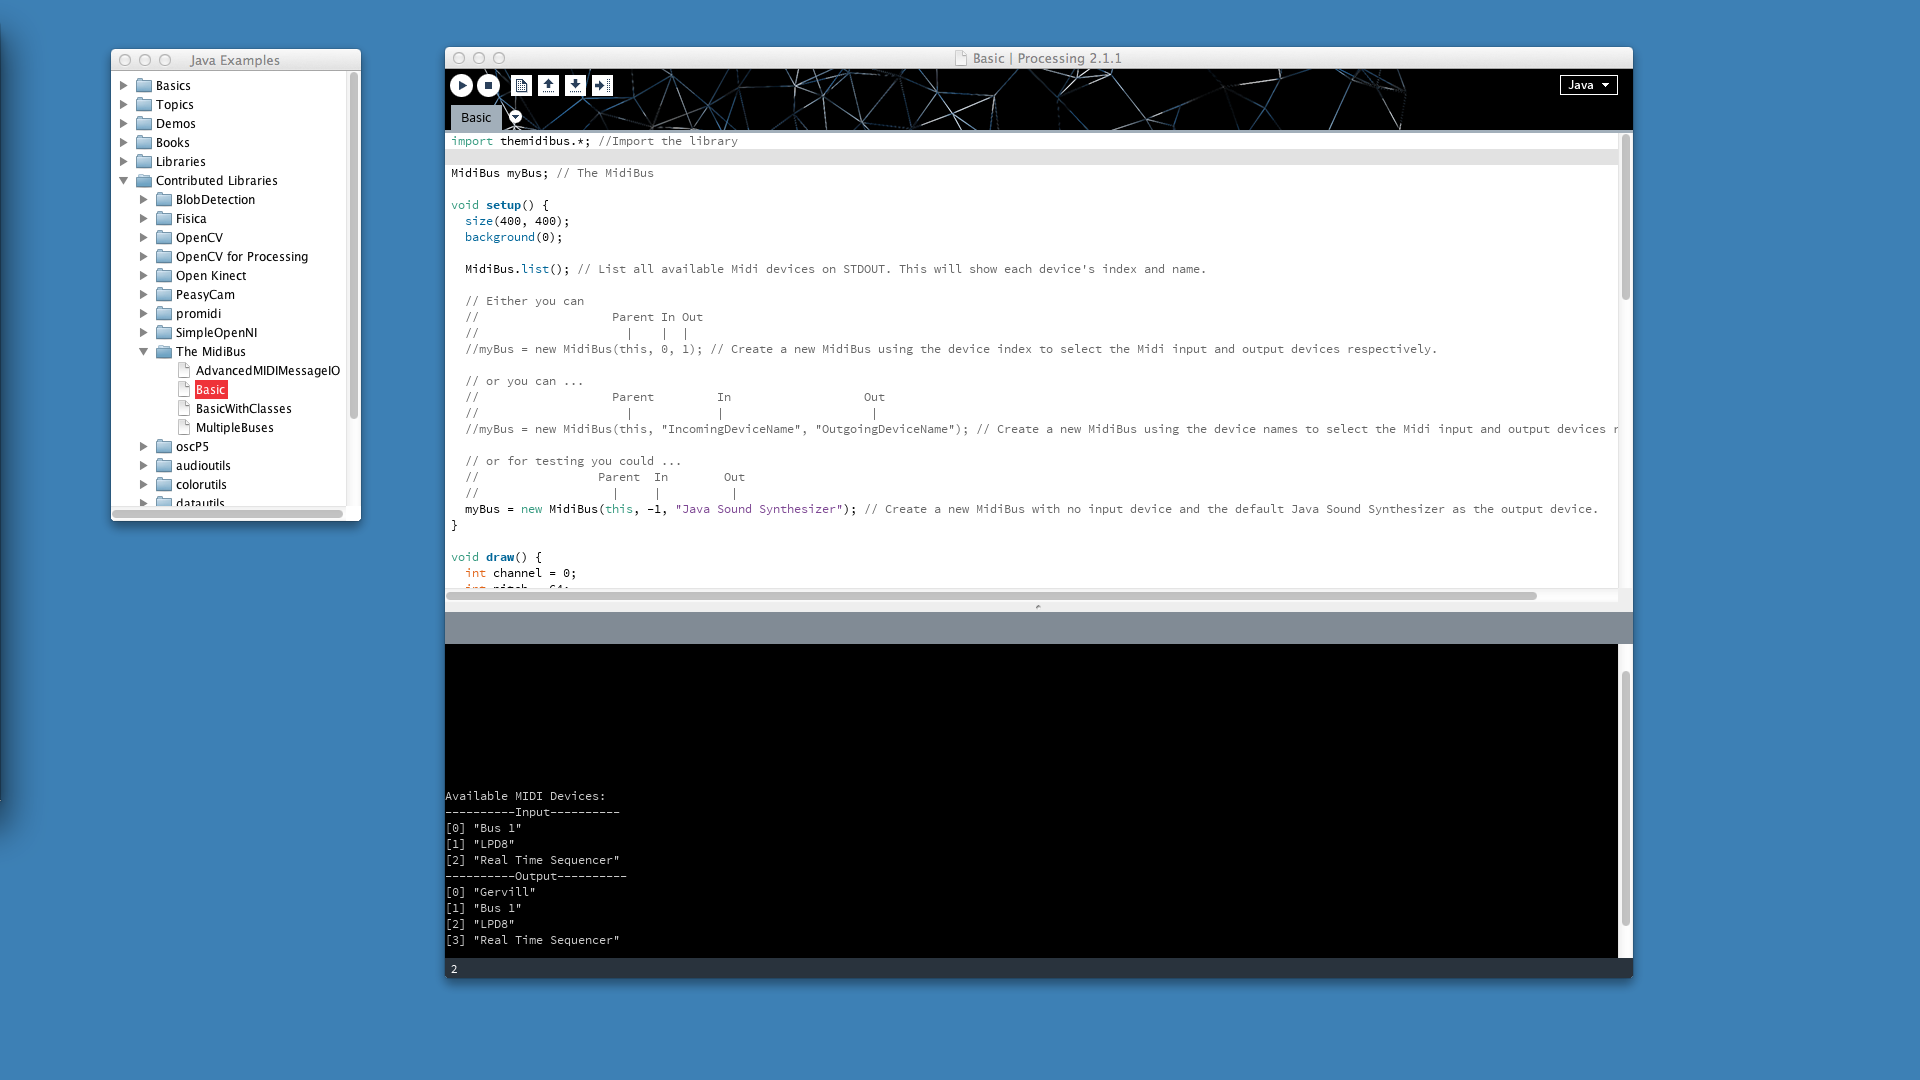 Java Examples
Basics
Topics
Demos
Books
Libraries
Contributed Libraries
BlobDetection
Fisica
OpenCV
OpenCV for Processing
Open Kinect
PeasyCam
promidi
SimpleOpenNI
The MidiBus
AdvancedMIDIMessageIO
Basic
BasicWithClasses
MultipleBuses
oscP5
audioutils
colorutils
datautils
Basic | Processing 2.1.1
Java
Basic
import themidibus.*; //Import the library
MidiBus myBus; // The MidiBus
void setup() {
  size(400, 400);
  background(0);
  MidiBus.list(); // List all available Midi devices on STDOUT. This will show each device's index and name.
  // Either you can
  //                   Parent In Out
  //                     |    |  |
  //myBus = new MidiBus(this, 0, 1); // Create a new MidiBus using the device index to select the Midi input and output devices respectively.
  // or you can ...
  //                   Parent         In                   Out
  //                     |            |                     |
  //myBus = new MidiBus(this, "IncomingDeviceName", "OutgoingDeviceName"); // Create a new MidiBus using the device names to select the Midi input and output devices r
  // or for testing you could ...
  //                 Parent  In        Out
  //                   |     |          |
  myBus = new MidiBus(this, -1, "Java Sound Synthesizer"); // Create a new MidiBus with no input device and the default Java Sound Synthesizer as the output device.
}
void draw() {
  int channel = 0;
  int pitch = 64;
Available MIDI Devices:
----------Input----------
[0] "Bus 1"
[1] "LPD8"
[2] "Real Time Sequencer"
----------Output----------
[0] "Gervill"
[1] "Bus 1"
[2] "LPD8"
[3] "Real Time Sequencer"
2